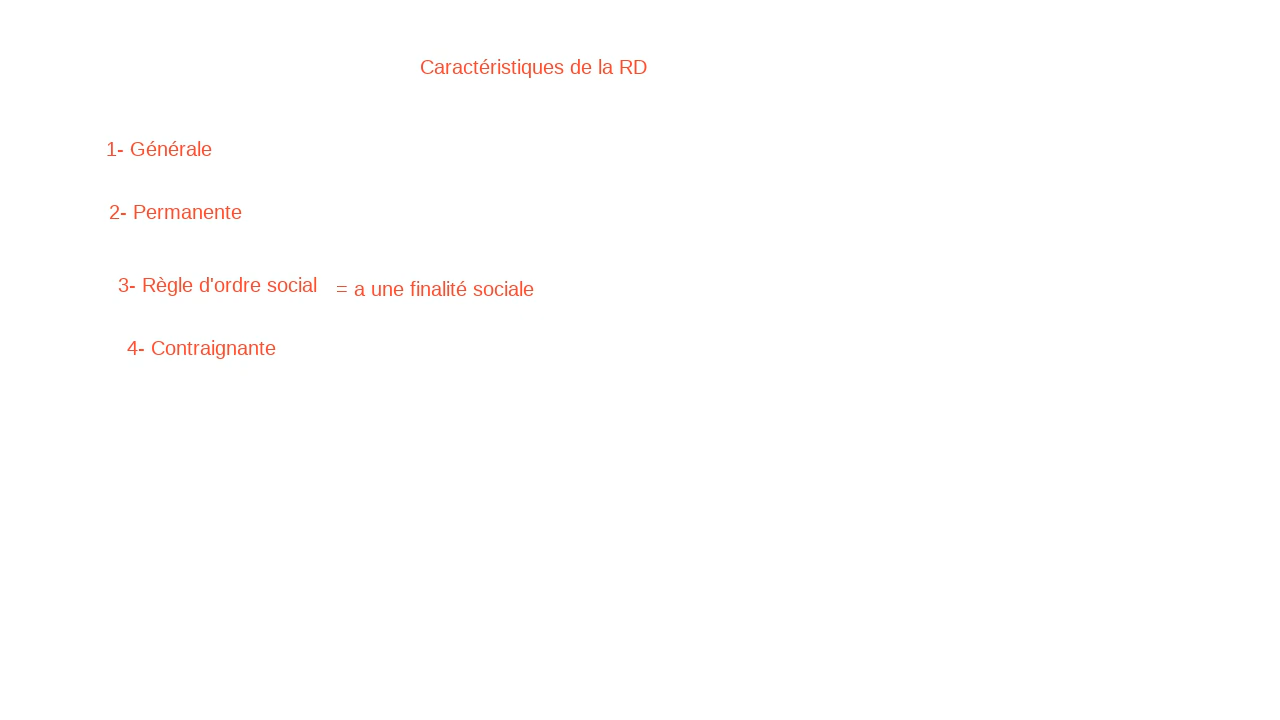 Caractéristiques de la RD
1- Générale
2- Permanente
3- Règle d'ordre social = a une finalité sociale
4- Contraignante